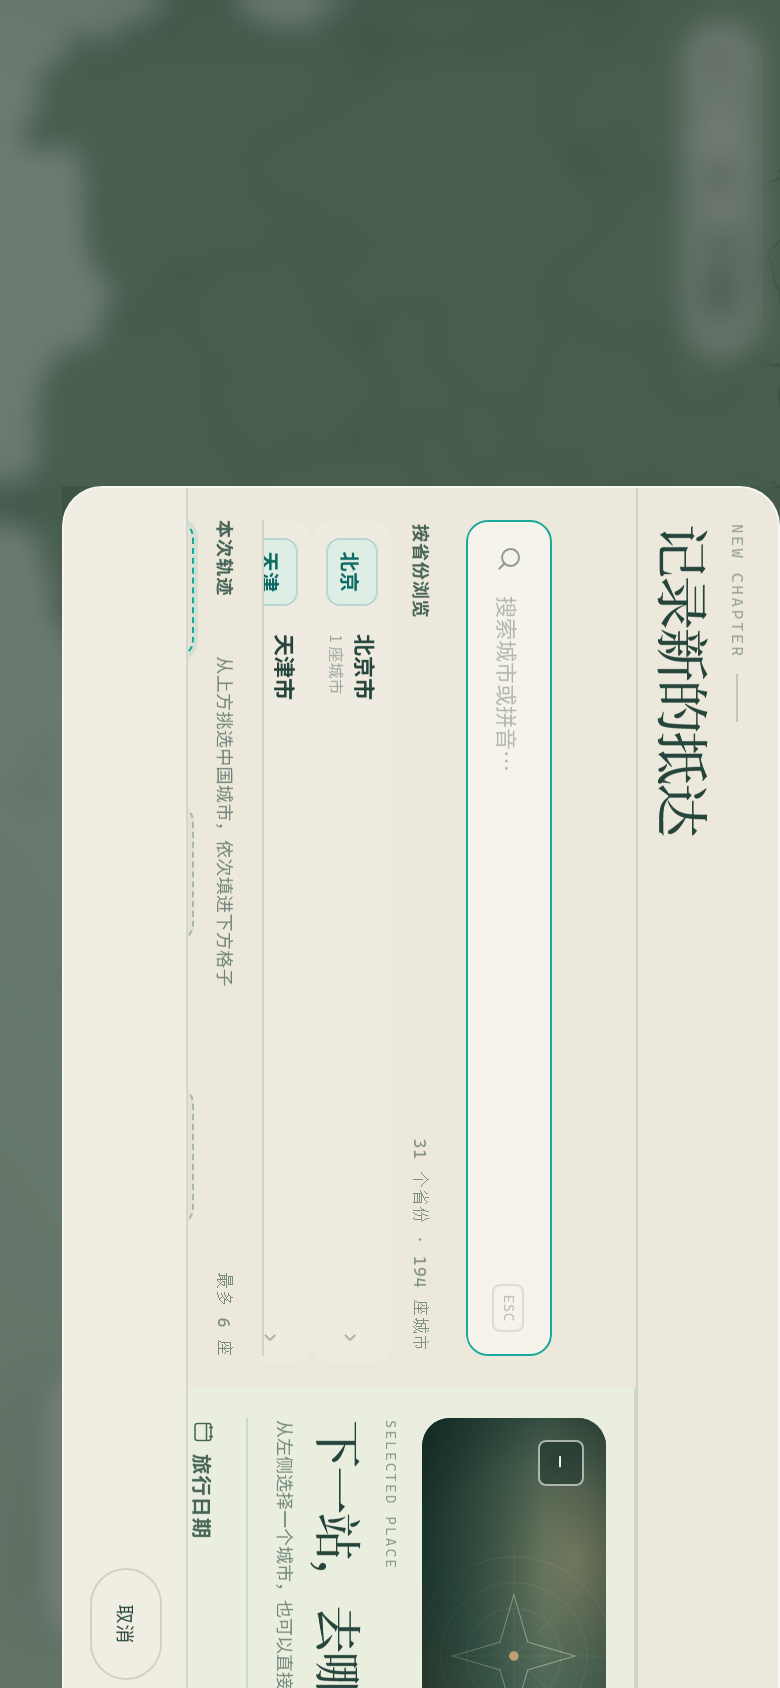 NEW CHAPTER
记录新的抵达
搜索城市或拼音…
ESC
按省份浏览
31 个省份 · 194 座城市
北京
北京市
1 座城市
天津
天津市
本次轨迹
从上方挑选中国城市，依次填进下方格子
最多 6 座
SELECTED PLACE
下一站，去哪
从左侧选择一个城市，也可以直接
旅行日期
取消